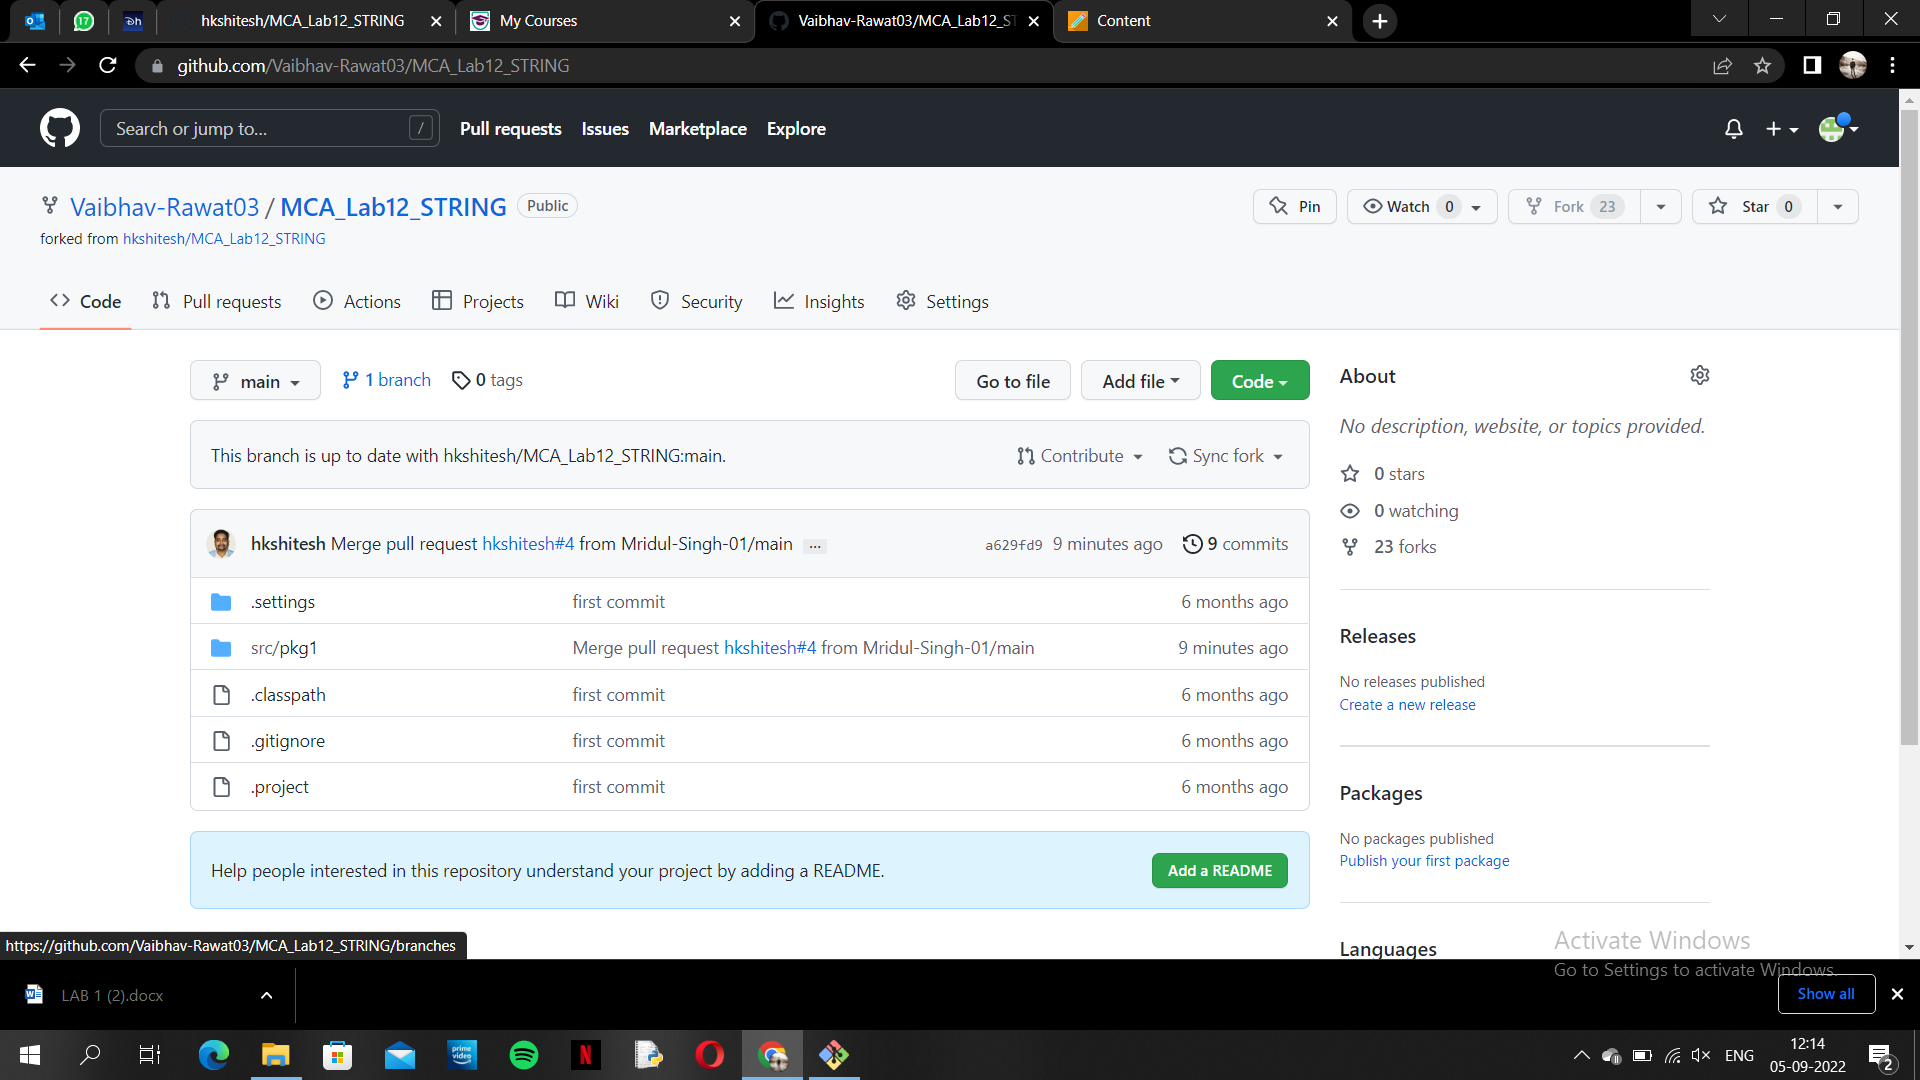 17
hkshitesh/MCA_Lab12_STRING
My Courses
Vaibhav-Rawat03/MCA_Lab12_ST
Content
github.com/Vaibhav-Rawat03/MCA_Lab12_STRING
Search or jump to...
/
Pull requests
Issues
Marketplace
Explore
Vaibhav-Rawat03 / MCA_Lab12_STRING
Public
Pin
Watch 0
Fork 23
Star 0
forked from hkshitesh/MCA_Lab12_STRING
Code
Pull requests
Actions
Projects
Wiki
Security
Insights
Settings
main
1 branch
0 tags
Go to file
Add file
Code
This branch is up to date with hkshitesh/MCA_Lab12_STRING:main.
Contribute
Sync fork
hkshitesh Merge pull request hkshitesh#4 from Mridul-Singh-01/main ...
a629fd9 9 minutes ago
9 commits
.settings
first commit
6 months ago
src/pkg1
Merge pull request hkshitesh#4 from Mridul-Singh-01/main
9 minutes ago
.classpath
first commit
6 months ago
.gitignore
first commit
6 months ago
.project
first commit
6 months ago
Help people interested in this repository understand your project by adding a README.
Add a README
About
No description, website, or topics provided.
0 stars
0 watching
23 forks
Releases
No releases published
Create a new release
Packages
No packages published
Publish your first package
Languages
https://github.com/Vaibhav-Rawat03/MCA_Lab12_STRING/branches
Activate Windows
Go to Settings to activate Windows.
LAB 1 (2).docx
Show all
prime video
N
ENG
12:14
05-09-2022
2